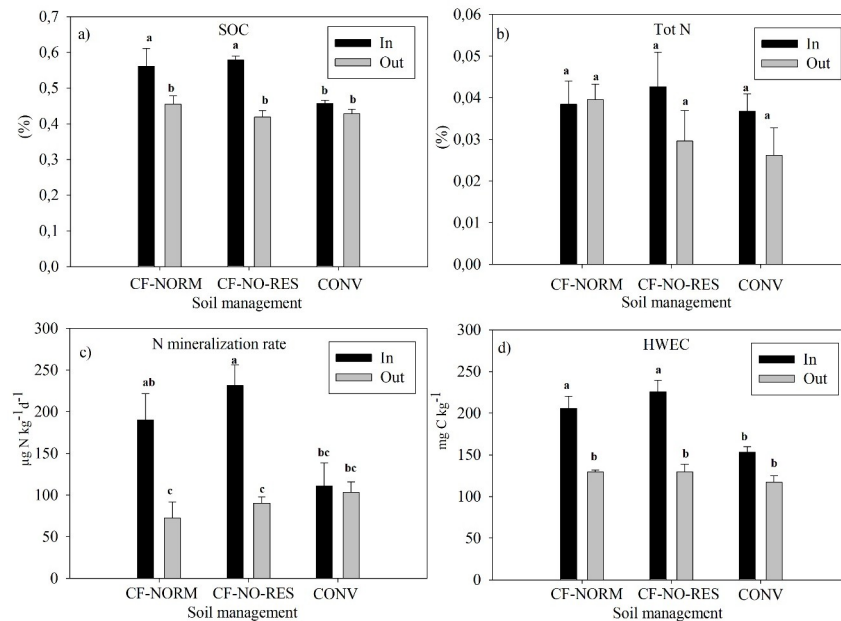 a)
SOC
In
Out
0,7
0,6
0,5
0,4
0,3
0,2
0,1
0,0
(%)
a
b
a
b
b
b
CF-NORM CF-NO-RES CONV
Soil management
b)
Tot N
In
Out
0,06
0,05
0,04
0,03
0,02
0,01
0,00
(%)
a
a
a
a
a
a
CF-NORM CF-NO-RES CONV
Soil management
c)
N mineralization rate
In
Out
300
250
200
150
100
50
0
µg N kg⁻¹d⁻¹
ab
c
a
c
bc
bc
CF-NORM CF-NO-RES CONV
Soil management
d)
HWEC
In
Out
300
250
200
150
100
50
0
mg C kg⁻¹
a
b
a
b
b
b
CF-NORM CF-NO-RES CONV
Soil management